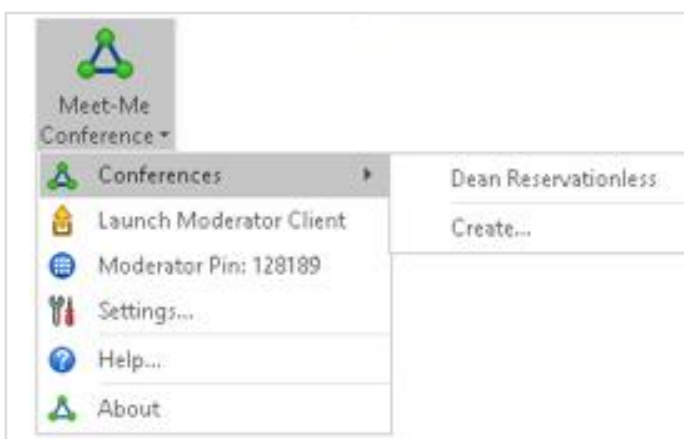 Meet-Me
Conference
Conferences
Dean Reservationless
Launch Moderator Client
Create...
Moderator Pin: 128189
Settings...
Help...
About